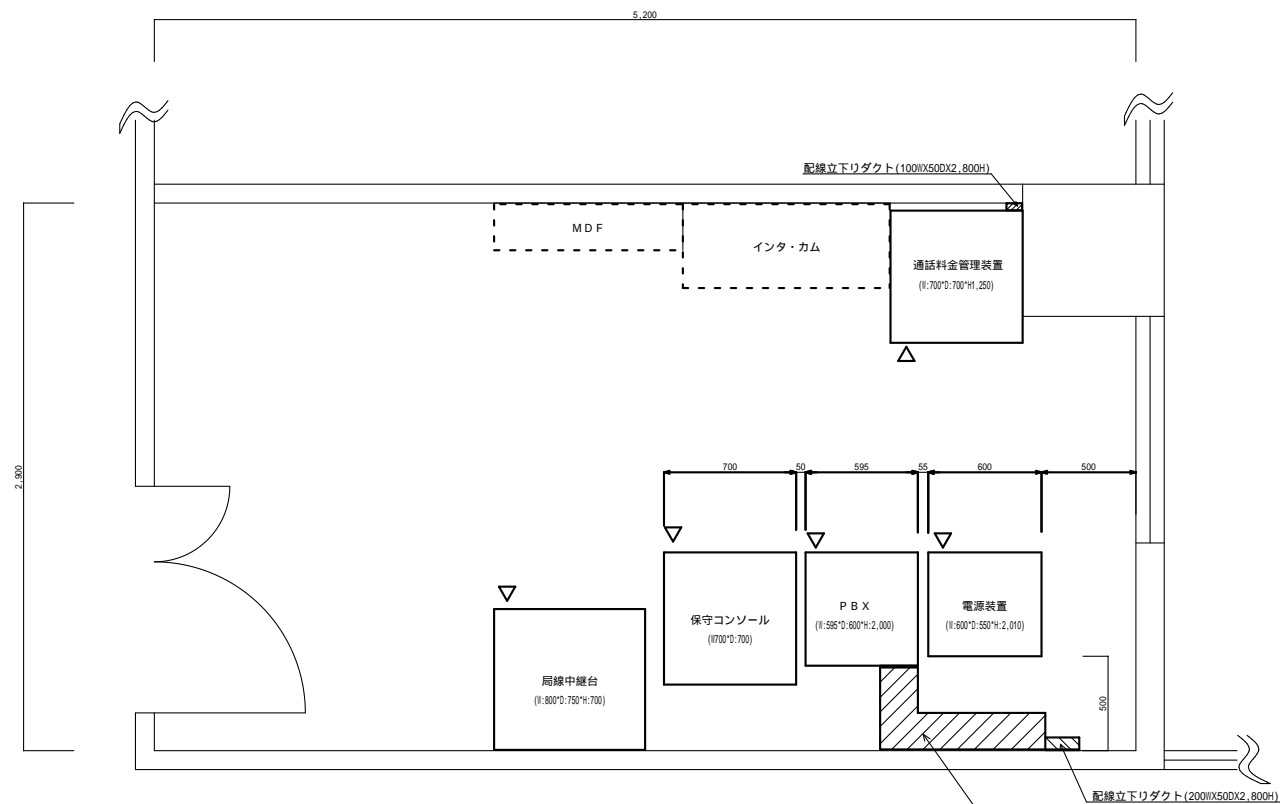 5,200
配線立下リダクト(100WX50DX2,800H)
MDF
インタ・カム
通話料金管理装置
(W:700*D:700*H1,250)
2,900
700
50
595
55
600
500
保守コンソール
(W700*D:700)
PBX
(W:595*D:600*H:2,000)
電源装置
(W:600*D:550*H:2,010)
局線中継台
(W:800*D:750*H:700)
500
配線立下リダクト(200WX50DX2,800H)